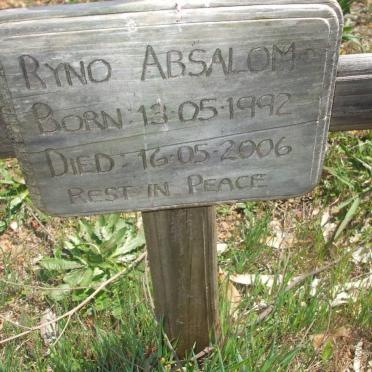 Ryno Absalom
Born 13-05-1992
Died 16-05-2006
Rest in Peace